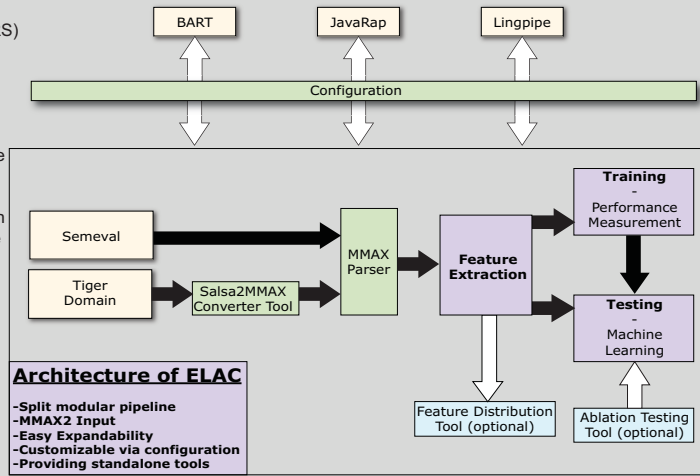 BART
JavaRap
Lingpipe
Configuration
Semeval
Tiger
Domain
Salsa2MMAX
Converter Tool
MMAX
Parser
Feature
Extraction
Training
-
Performance
Measurement
Testing
-
Machine
Learning
Feature Distribution
Tool (optional)
Ablation Testing
Tool (optional)
Architecture of ELAC
-Split modular pipeline
-MMAX2 Input
-Easy Expandability
-Customizable via configuration
-Providing standalone tools